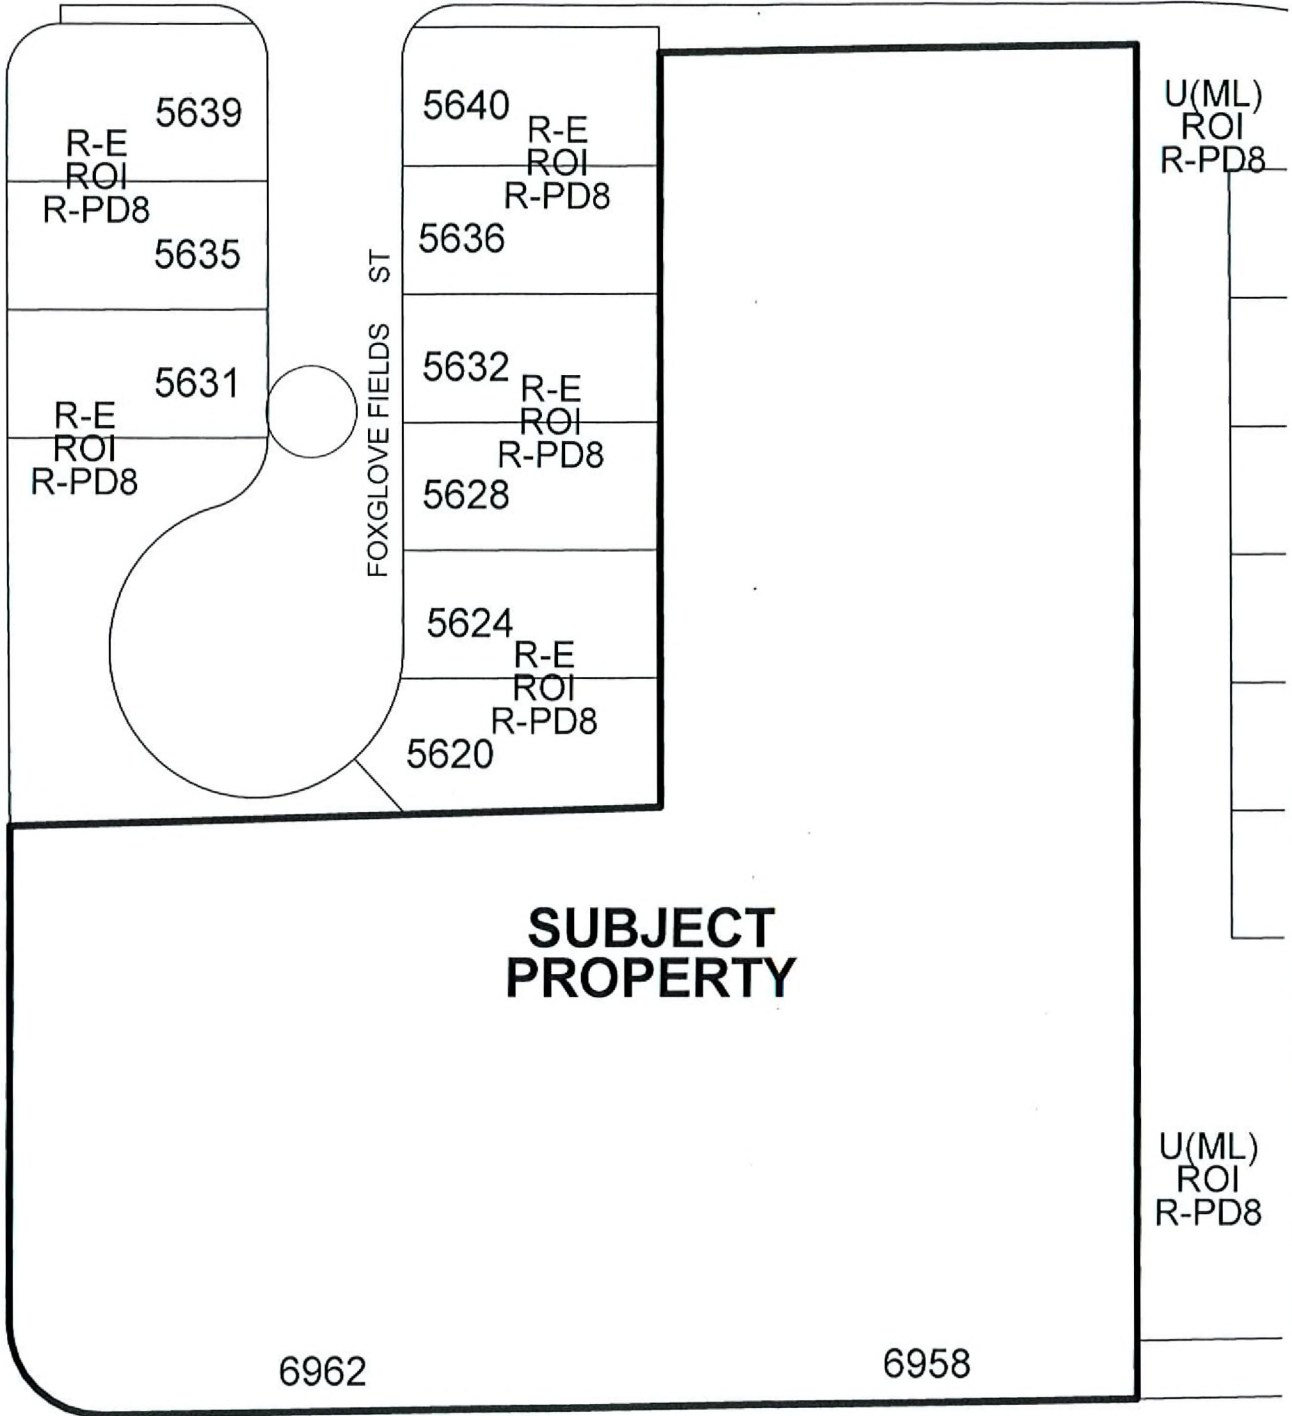 5639
R-E
ROI
R-PD8
5635
5631
R-E
ROI
R-PD8
FOXGLOVE FIELDS ST
5640
R-E
ROI
R-PD8
5636
5632
R-E
ROI
R-PD8
5628
5624
R-E
ROI
R-PD8
5620
U(ML)
ROI
R-PD8
SUBJECT
PROPERTY
U(ML)
ROI
R-PD8
6962
6958